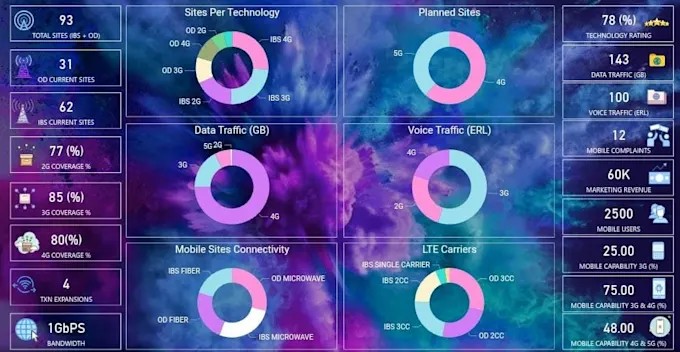 93
TOTAL SITES (IBS + OD)
31
OD CURRENT SITES
62
IBS CURRENT SITES
77 (%)
2G COVERAGE %
85 (%)
3G COVERAGE %
80(%)
4G COVERAGE %
4
TXN EXPANSIONS
1GbPS
BANDWIDTH
Sites Per Technology
OD 2G
OD 4G
IBS 4G
OD 3G
IBS 2G
IBS 3G
Planned Sites
5G
4G
Data Traffic (GB)
5G 2G
3G
4G
Voice Traffic (ERL)
4G
3G
2G
Mobile Sites Connectivity
IBS FIBER
OD MICROWAVE
OD FIBER
IBS MICROWAVE
LTE Carriers
IBS SINGLE CARRIER
IBS 2CC
OD 3CC
IBS 3CC
OD 2CC
78 (%)
TECHNOLOGY RATING
143
DATA TRAFFIC (GB)
100
VOICE TRAFFIC (ERL)
12
MOBILE COMPLAINTS
60K
MARKETING REVENUE
2500
MOBILE USERS
25.00
MOBILE CAPABILITY 3G (%)
75.00
MOBILE CAPABILITY 3G & 4G (%)
48.00
MOBILE CAPABILITY 4G & 5G (%)